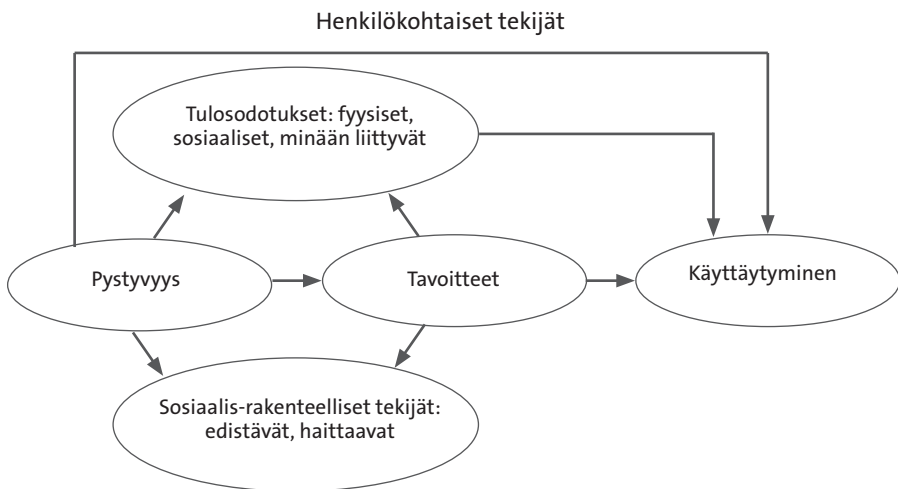 Henkilökohtaiset tekijät
Tulosodotukset: fyysiset,
sosiaaliset, minään liittyvät
Pystyvyys
Tavoitteet
Käyttäytyminen
Sosiaalis-rakenteelliset tekijät:
edistävät, haittaavat